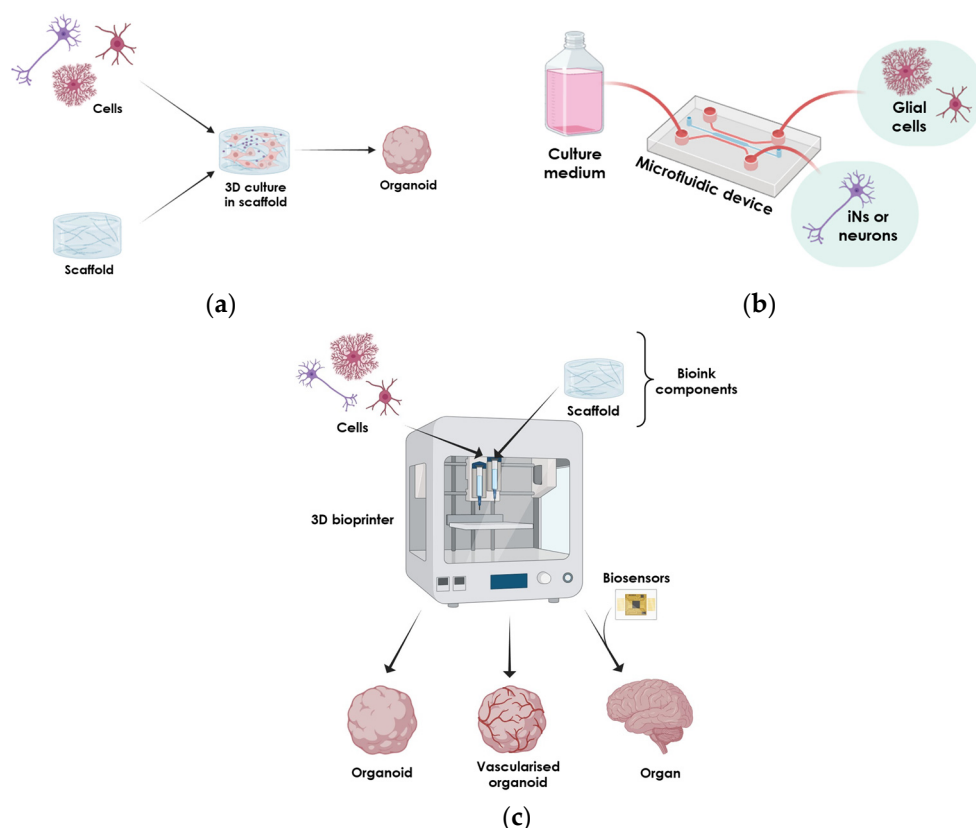 Cells
3D culture
in scaffold
Organoid
Scaffold
(a)
Culture
medium
Microfluidic device
Glial
cells
iNs or
neurons
(b)
Cells
Scaffold
Bioink
components
3D bioprinter
Biosensors
Organoid
Vascularised
organoid
Organ
(c)